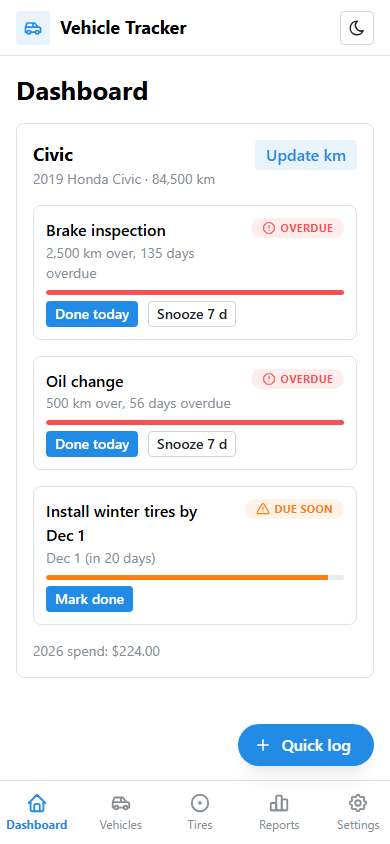 Vehicle Tracker
Dashboard
Civic
Update km
2019 Honda Civic · 84,500 km
Brake inspection
OVERDUE
2,500 km over, 135 days
overdue
Done today
Snooze 7 d
Oil change
OVERDUE
500 km over, 56 days overdue
Done today
Snooze 7 d
Install winter tires by
Dec 1
DUE SOON
Dec 1 (in 20 days)
Mark done
2026 spend: $224.00
+ Quick log
Dashboard
Vehicles
Tires
Reports
Settings